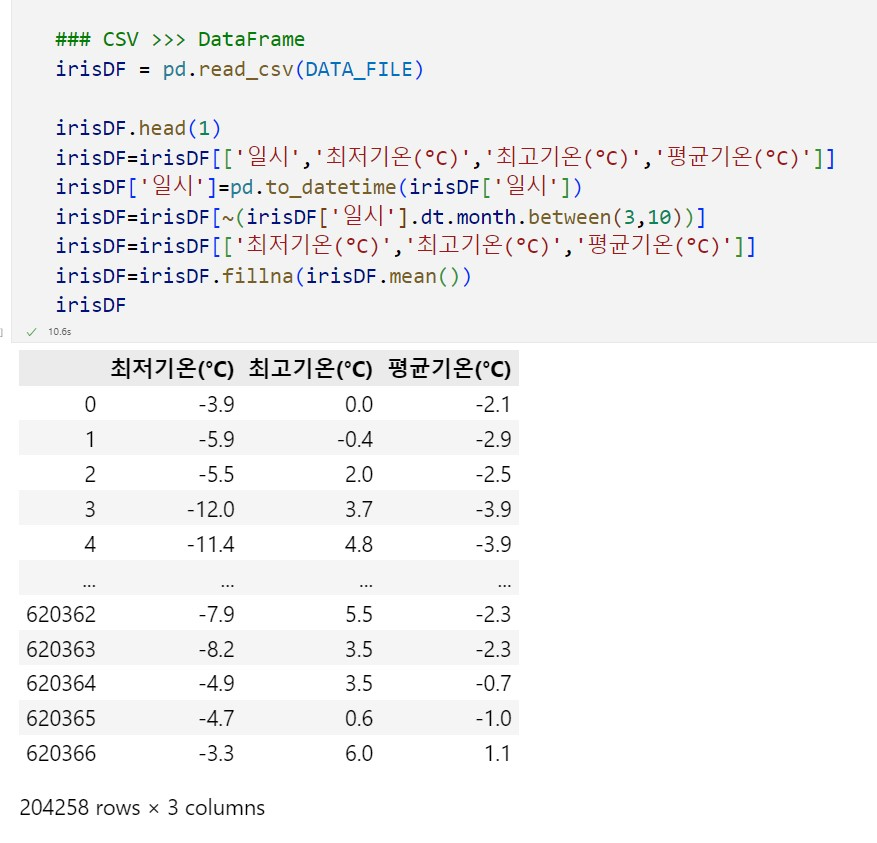 ### CSV >>> DataFrame
irisDF = pd.read_csv(DATA_FILE)
irisDF.head(1)
irisDF=irisDF[['일시','최저기온(°C)','최고기온(°C)','평균기온(°C)']]
irisDF['일시']=pd.to_datetime(irisDF['일시'])
irisDF=irisDF[~(irisDF['일시'].dt.month.between(3,10))]
irisDF=irisDF[['최저기온(°C)','최고기온(°C)','평균기온(°C)']]
irisDF=irisDF.fillna(irisDF.mean())
irisDF
✓ 10.6s
최저기온(°C) 최고기온(°C) 평균기온(°C)
0 -3.9 0.0 -2.1
1 -5.9 -0.4 -2.9
2 -5.5 2.0 -2.5
3 -12.0 3.7 -3.9
4 -11.4 4.8 -3.9
... ... ... ...
620362 -7.9 5.5 -2.3
620363 -8.2 3.5 -2.3
620364 -4.9 3.5 -0.7
620365 -4.7 0.6 -1.0
620366 -3.3 6.0 1.1
204258 rows × 3 columns